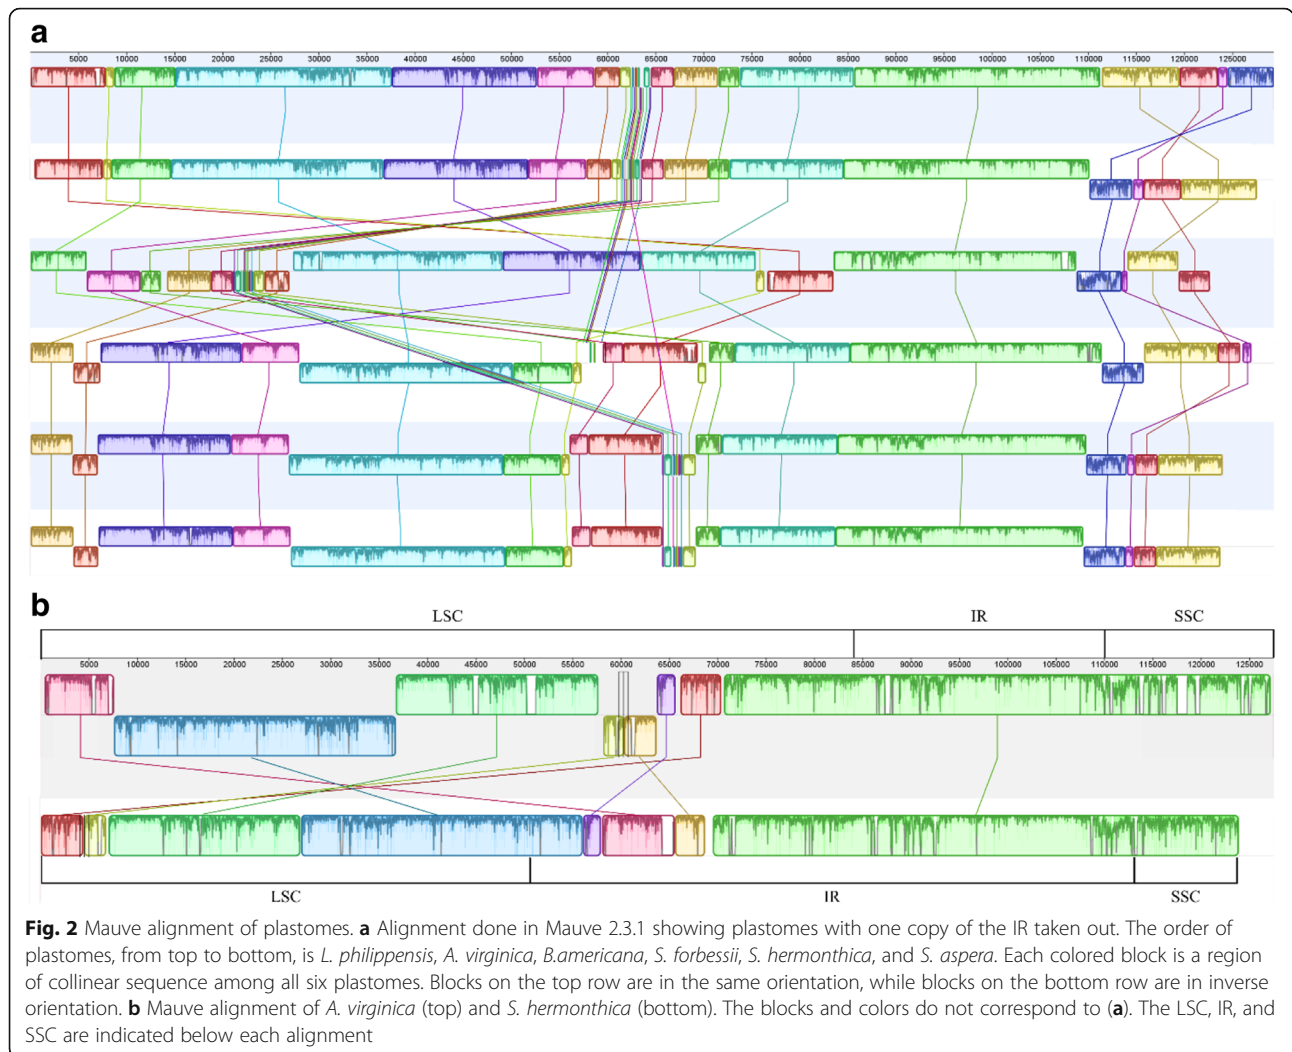 a
5000 10000 15000 20000 25000 30000 35000 40000 45000 50000 55000 60000 65000 70000 75000 80000 85000 90000 95000 100000 105000 110000 115000 120000 125000
b
LSC IR SSC
5000 10000 15000 20000 25000 30000 35000 40000 45000 50000 55000 60000 65000 70000 75000 80000 85000 90000 95000 100000 105000 110000 115000 120000 125000
LSC IR SSC
Fig. 2 Mauve alignment of plastomes. a Alignment done in Mauve 2.3.1 showing plastomes with one copy of the IR taken out. The order of
plastomes, from top to bottom, is L. philippensis, A. virginica, B.americana, S. forbessii, S. hermonthica, and S. aspera. Each colored block is a region
of collinear sequence among all six plastomes. Blocks on the top row are in the same orientation, while blocks on the bottom row are in inverse
orientation. b Mauve alignment of A. virginica (top) and S. hermonthica (bottom). The blocks and colors do not correspond to (a). The LSC, IR, and
SSC are indicated below each alignment